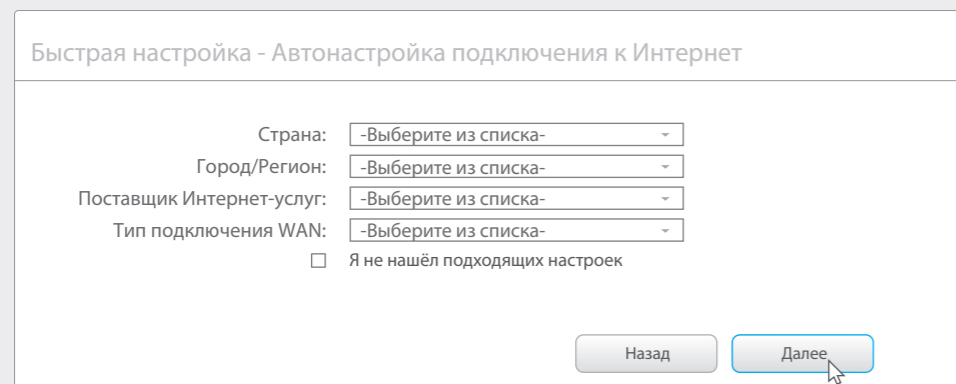 Быстрая настройка - Автонастройка подключения к Интернет
Страна: -Выберите из списка-
Город/Регион: -Выберите из списка-
Поставщик Интернет-услуг: -Выберите из списка-
Тип подключения WAN: -Выберите из списка-
Я не нашёл подходящих настроек
Назад Далее